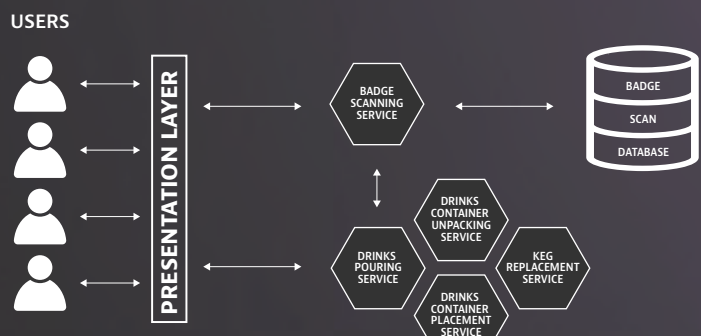 USERS
PRESENTATION LAYER
BADGE
SCANNING
SERVICE
BADGE
SCAN
DATABASE
DRINKS
CONTAINER
UNPACKING
SERVICE
DRINKS
POURING
SERVICE
KEG
REPLACEMENT
SERVICE
DRINKS
CONTAINER
PLACEMENT
SERVICE